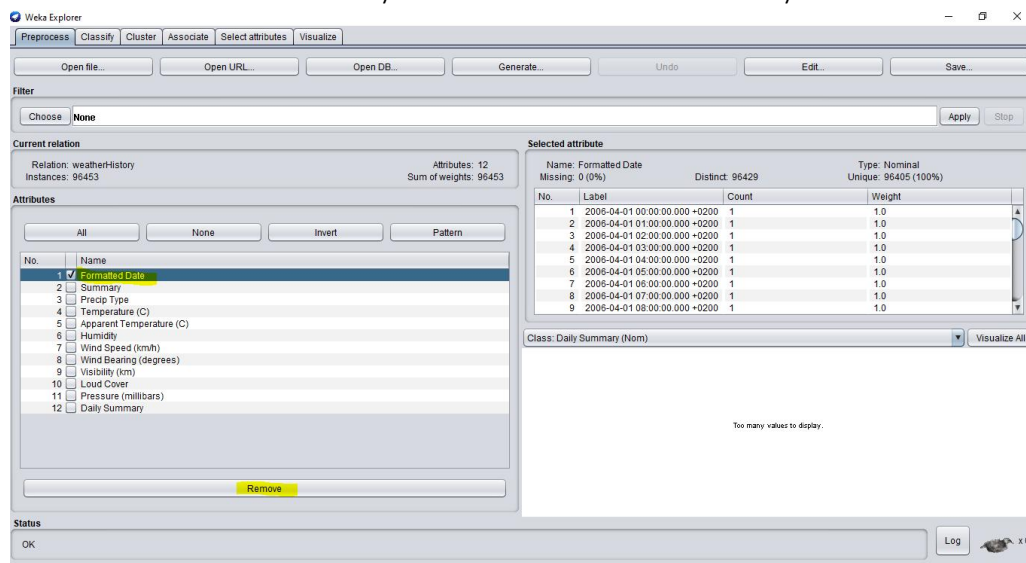 Weka Explorer
Preprocess Classify Cluster Associate Select attributes Visualize
Open file... Open URL... Open DB... Generate... Undo Edit... Save...
Filter
Choose None Apply Stop
Current relation
Relation: weatherHistory Attributes: 12
Instances: 96453 Sum of weights: 96453
Attributes
All None Invert Pattern
No. Name
1 Formatted Date
2 Summary
3 Precip Type
4 Temperature (C)
5 Apparent Temperature (C)
6 Humidity
7 Wind Speed (km/h)
8 Wind Bearing (degrees)
9 Visibility (km)
10 Loud Cover
11 Pressure (millibars)
12 Daily Summary
Remove
Selected attribute
Name: Formatted Date Type: Nominal
Missing: 0 (0%) Distinct: 96429 Unique: 96405 (100%)
No. Label Count Weight
1 2006-04-01 00:00:00.000 +0200 1 1.0
2 2006-04-01 01:00:00.000 +0200 1 1.0
3 2006-04-01 02:00:00.000 +0200 1 1.0
4 2006-04-01 03:00:00.000 +0200 1 1.0
5 2006-04-01 04:00:00.000 +0200 1 1.0
6 2006-04-01 05:00:00.000 +0200 1 1.0
7 2006-04-01 06:00:00.000 +0200 1 1.0
8 2006-04-01 07:00:00.000 +0200 1 1.0
9 2006-04-01 08:00:00.000 +0200 1 1.0
Class: Daily Summary (Nom) Visualize All
Too many values to display.
Status
OK Log